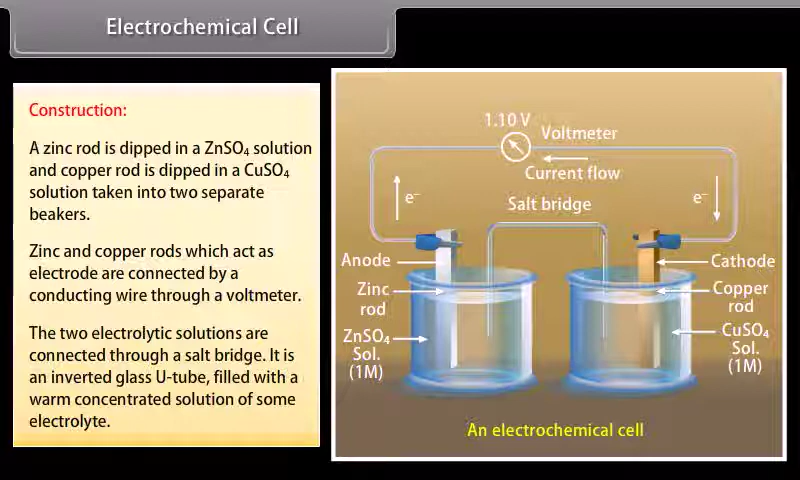 Electrochemical Cell
Construction:
A zinc rod is dipped in a ZnSO₄ solution
and copper rod is dipped in a CuSO₄
solution taken into two separate
beakers.
Zinc and copper rods which act as
electrode are connected by a
conducting wire through a voltmeter.
The two electrolytic solutions are
connected through a salt bridge. It is
an inverted glass U-tube, filled with a
warm concentrated solution of some
electrolyte.
1.10 V
Voltmeter
Current flow
e⁻
e⁻
Salt bridge
Anode
Cathode
Zinc
rod
Copper
rod
ZnSO₄
Sol.
(1M)
CuSO₄
Sol.
(1M)
An electrochemical cell